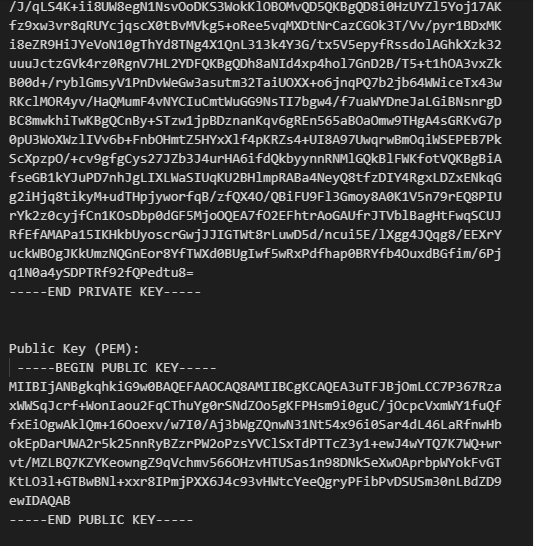 /J/qLS4K+ii8UW8egN1NsvOoDKS3WokKlOBOMvQD5QKBgQD8i0HzUYZl5Yoj17AK
fz9xw3vr8qRUYcjqscX0tBvMVkg5+oRee5vqMXDtNrCazCGOk3T/Vv/pyr1BDxMK
i8eZR9HiJYeVoN10gThYd8TNg4X1QnL313k4Y3G/tx5V5epyfRssdolAGhkXzk32
uuuJctzGVk4rz0RgnV7HL2YDFQKBgQDh8aNId4xp4hol7GnD2B/T5+t1hOA3vxZk
B00d+/ryblGmsyV1PnDvWeGw3asutm32TaiUOXX+o6jnqPQ7b2jb64WWiceTx43w
RKclMOR4yv/HaQMumF4vNYCIuCmtWuGG9NsTI7bgw4/f7uaWYDneJaLGiBNsnrgD
BC8mwkhiTwKBgQCnBy+STzw1jpBDznanKqv6gREn565aBOaOmw9THgA4sGRKvG7p
0pU3WoXWzlIVv6b+FnbOHmtZ5HYxXlf4pKRZs4+UI8A97UwqrwBmOqiWSEPEB7Pk
ScXpzpO/+cv9gfgCys27JZb3J4urHA6ifdQkbyynnRNMlGQkBlFWKfotVQKBgBiA
fseGB1kYJuPD7nhJgLIXLWaSIUqKU2BHlmpRABa4NeyQ8tfzDIY4RgxLDZxENkqG
g2iHjq8tikyM+udTHpjyworfqB/zfQX4O/QBiFU9Fl3Gmoy8A0K1V5n79rEQ8PIU
rYk2z0cyjfCn1KOsDbp0dGF5MjoOQEA7fO2EFhtrAoGAUfrJTVblBagHtFwqSCUJ
RfEfAMAPa15IKHkbUyoscrGwjJJIGTWt8rLuwD5d/ncui5E/lXgg4JQqg8/EEXrY
uckWBOgJKkUmzNQGnEor8YfTWXd0BUgIwf5wRxPdfhap0BRYfb4OuxdBGfim/6Pj
q1N0a4ySDPTRf92fQPedtu8=
-----END PRIVATE KEY-----
Public Key (PEM):
-----BEGIN PUBLIC KEY-----
MIIBIjANBgkqhkiG9w0BAQEFAAOCAQ8AMIIBCgKCAQEA3uTFJBjOmLCC7P367Rza
xWWSqJcrf+WonIaou2FqCThuYg0rSNdZOo5gKFPHsm9i0guC/jOcpcVxmWY1fuQf
fxEiOgwAklQm+16Ooexv/w7I0/Aj3bWgZQnwN31Nt54x96i0Sar4dL46LaRfnwHb
okEpDarUWA2r5k25nnRyBZzrPW2oPzsYVClSxTdPTTcZ3y1+ewJ4wYTQ7K7WQ+wr
vt/MZLBQ7KZYKeowngZ9qVchmv566OHzvHTUSas1n98DNkSeXwOAprbpWYokFvGT
KtLO3l+GTBwBNl+xxr8IPmjPXX6J4c93vHWtcYeeQgryPFibPvDSUSm30nLBdZD9
ewIDAQAB
-----END PUBLIC KEY-----